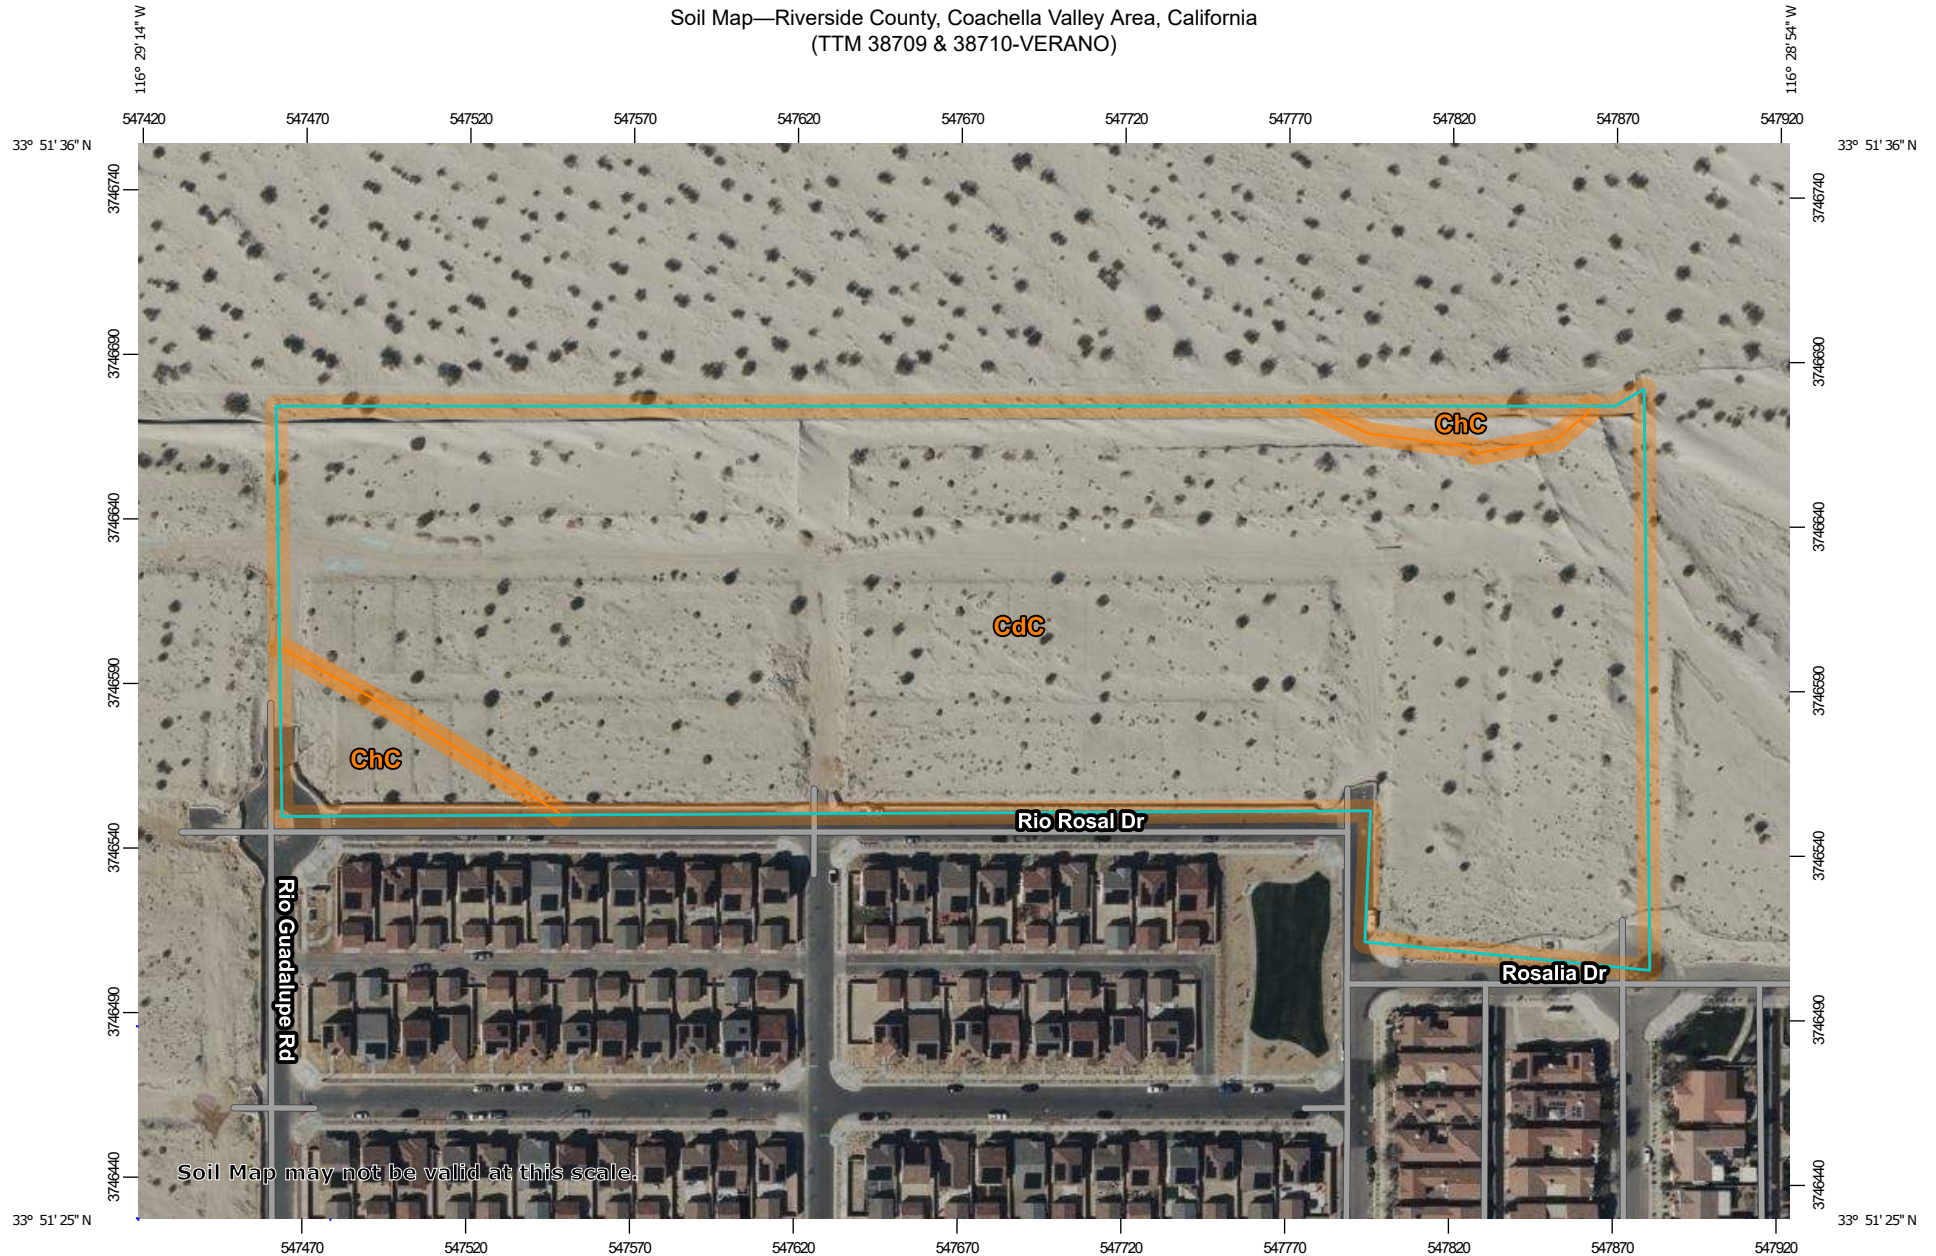 Soil Map—Riverside County, Coachella Valley Area, California
(TTM 38709 & 38710-VERANO)
116° 29' 14" W
116° 28' 54" W
547420 547470 547520 547570 547620 547670 547720 547770 547820 547870 547920
33° 51' 36" N
33° 51' 36" N
3746740
3746740
3746690
3746690
ChC
3746640
3746640
CdC
3746590
3746590
ChC
Rio Rosal Dr
3746540
3746540
Rio Guadalupe Rd
Rosalia Dr
3746490
3746490
Soil Map may not be valid at this scale.
3746440
3746440
33° 51' 25" N
33° 51' 25" N
547470 547520 547570 547620 547670 547720 547770 547820 547870 547920